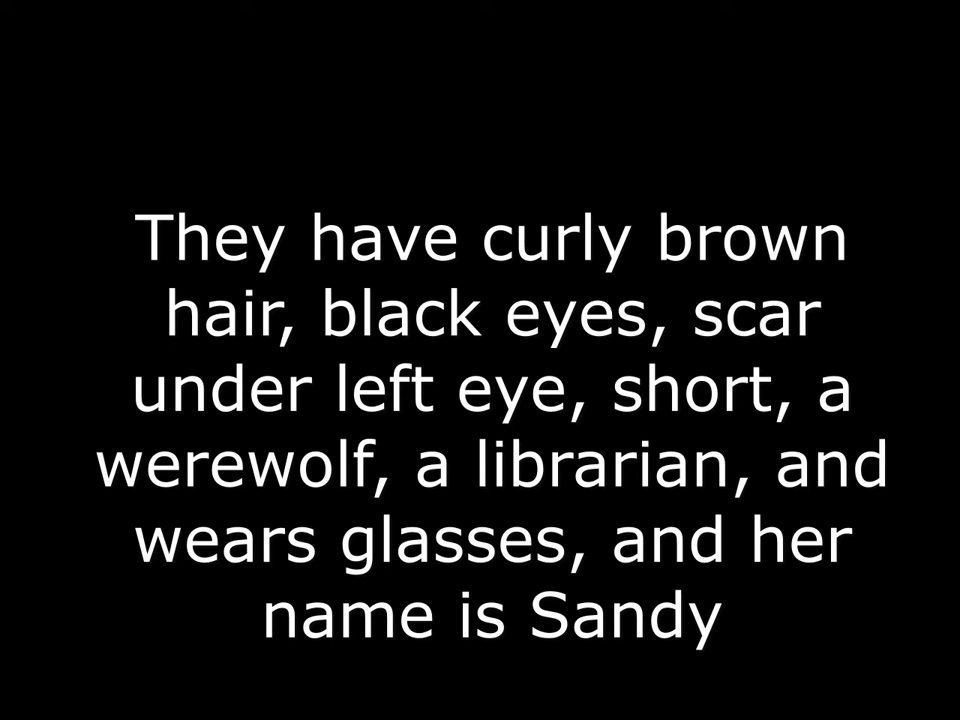 They have curly brown
hair, black eyes, scar
under left eye, short, a
werewolf, a librarian, and
wears glasses, and her
name is Sandy